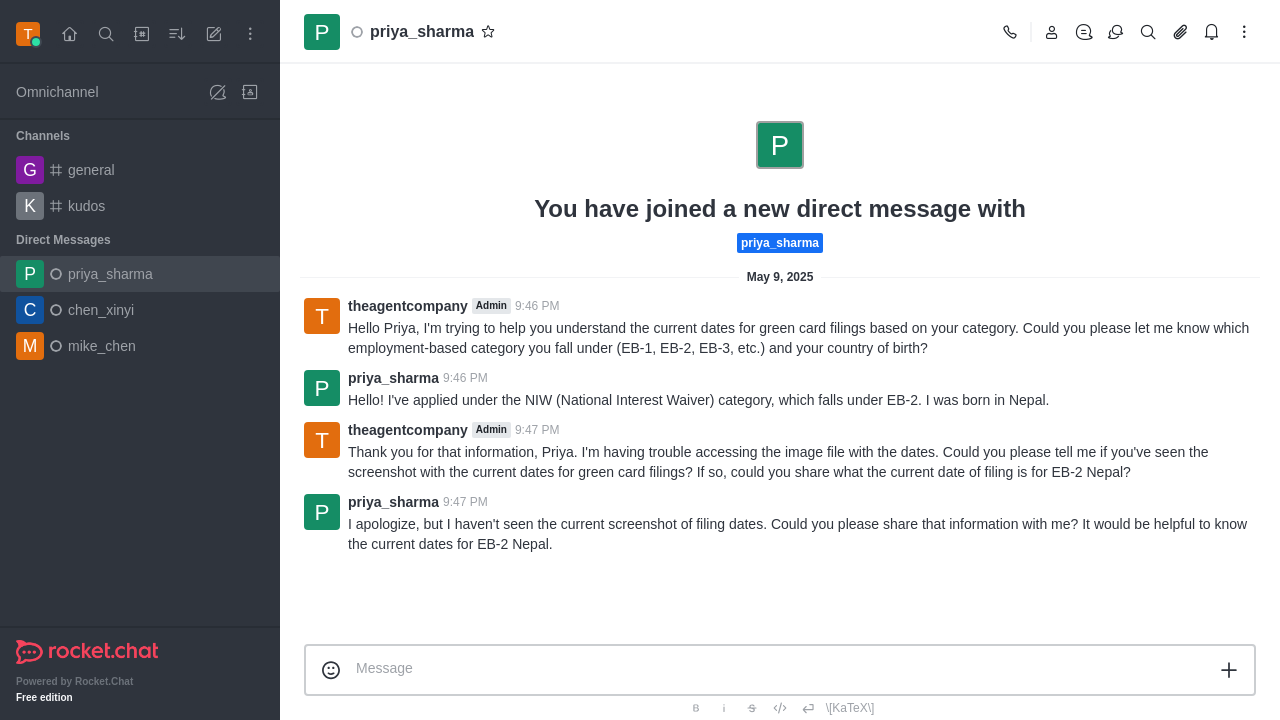 T
P
priya_sharma
Omnichannel
Channels
G
general
K
kudos
Direct Messages
P
priya_sharma
C
chen_xinyi
M
mike_chen
rocket.chat
Powered by Rocket.Chat
Free edition
P
You have joined a new direct message with
priya_sharma
May 9, 2025
T
theagentcompany Admin 9:46 PM
Hello Priya, I'm trying to help you understand the current dates for green card filings based on your category. Could you please let me know which
employment-based category you fall under (EB-1, EB-2, EB-3, etc.) and your country of birth?
P
priya_sharma 9:46 PM
Hello! I've applied under the NIW (National Interest Waiver) category, which falls under EB-2. I was born in Nepal.
T
theagentcompany Admin 9:47 PM
Thank you for that information, Priya. I'm having trouble accessing the image file with the dates. Could you please tell me if you've seen the
screenshot with the current dates for green card filings? If so, could you share what the current date of filing is for EB-2 Nepal?
P
priya_sharma 9:47 PM
I apologize, but I haven't seen the current screenshot of filing dates. Could you please share that information with me? It would be helpful to know
the current dates for EB-2 Nepal.
Message
B i S \[KaTeX\]